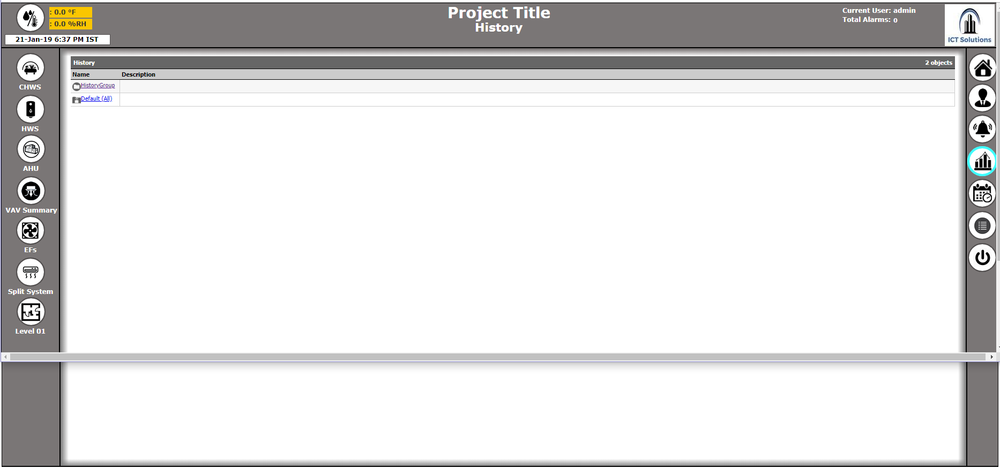 : 0.0 °F
: 0.0 %RH
21-Jan-19 6:37 PM IST
Project Title
History
Current User: admin
Total Alarms: 0
ICT Solutions
CHWS
HWS
AHU
VAV Summary
EFs
Split System
Level 01
History 2 objects
Name Description
HistoryGroup
Default (All)